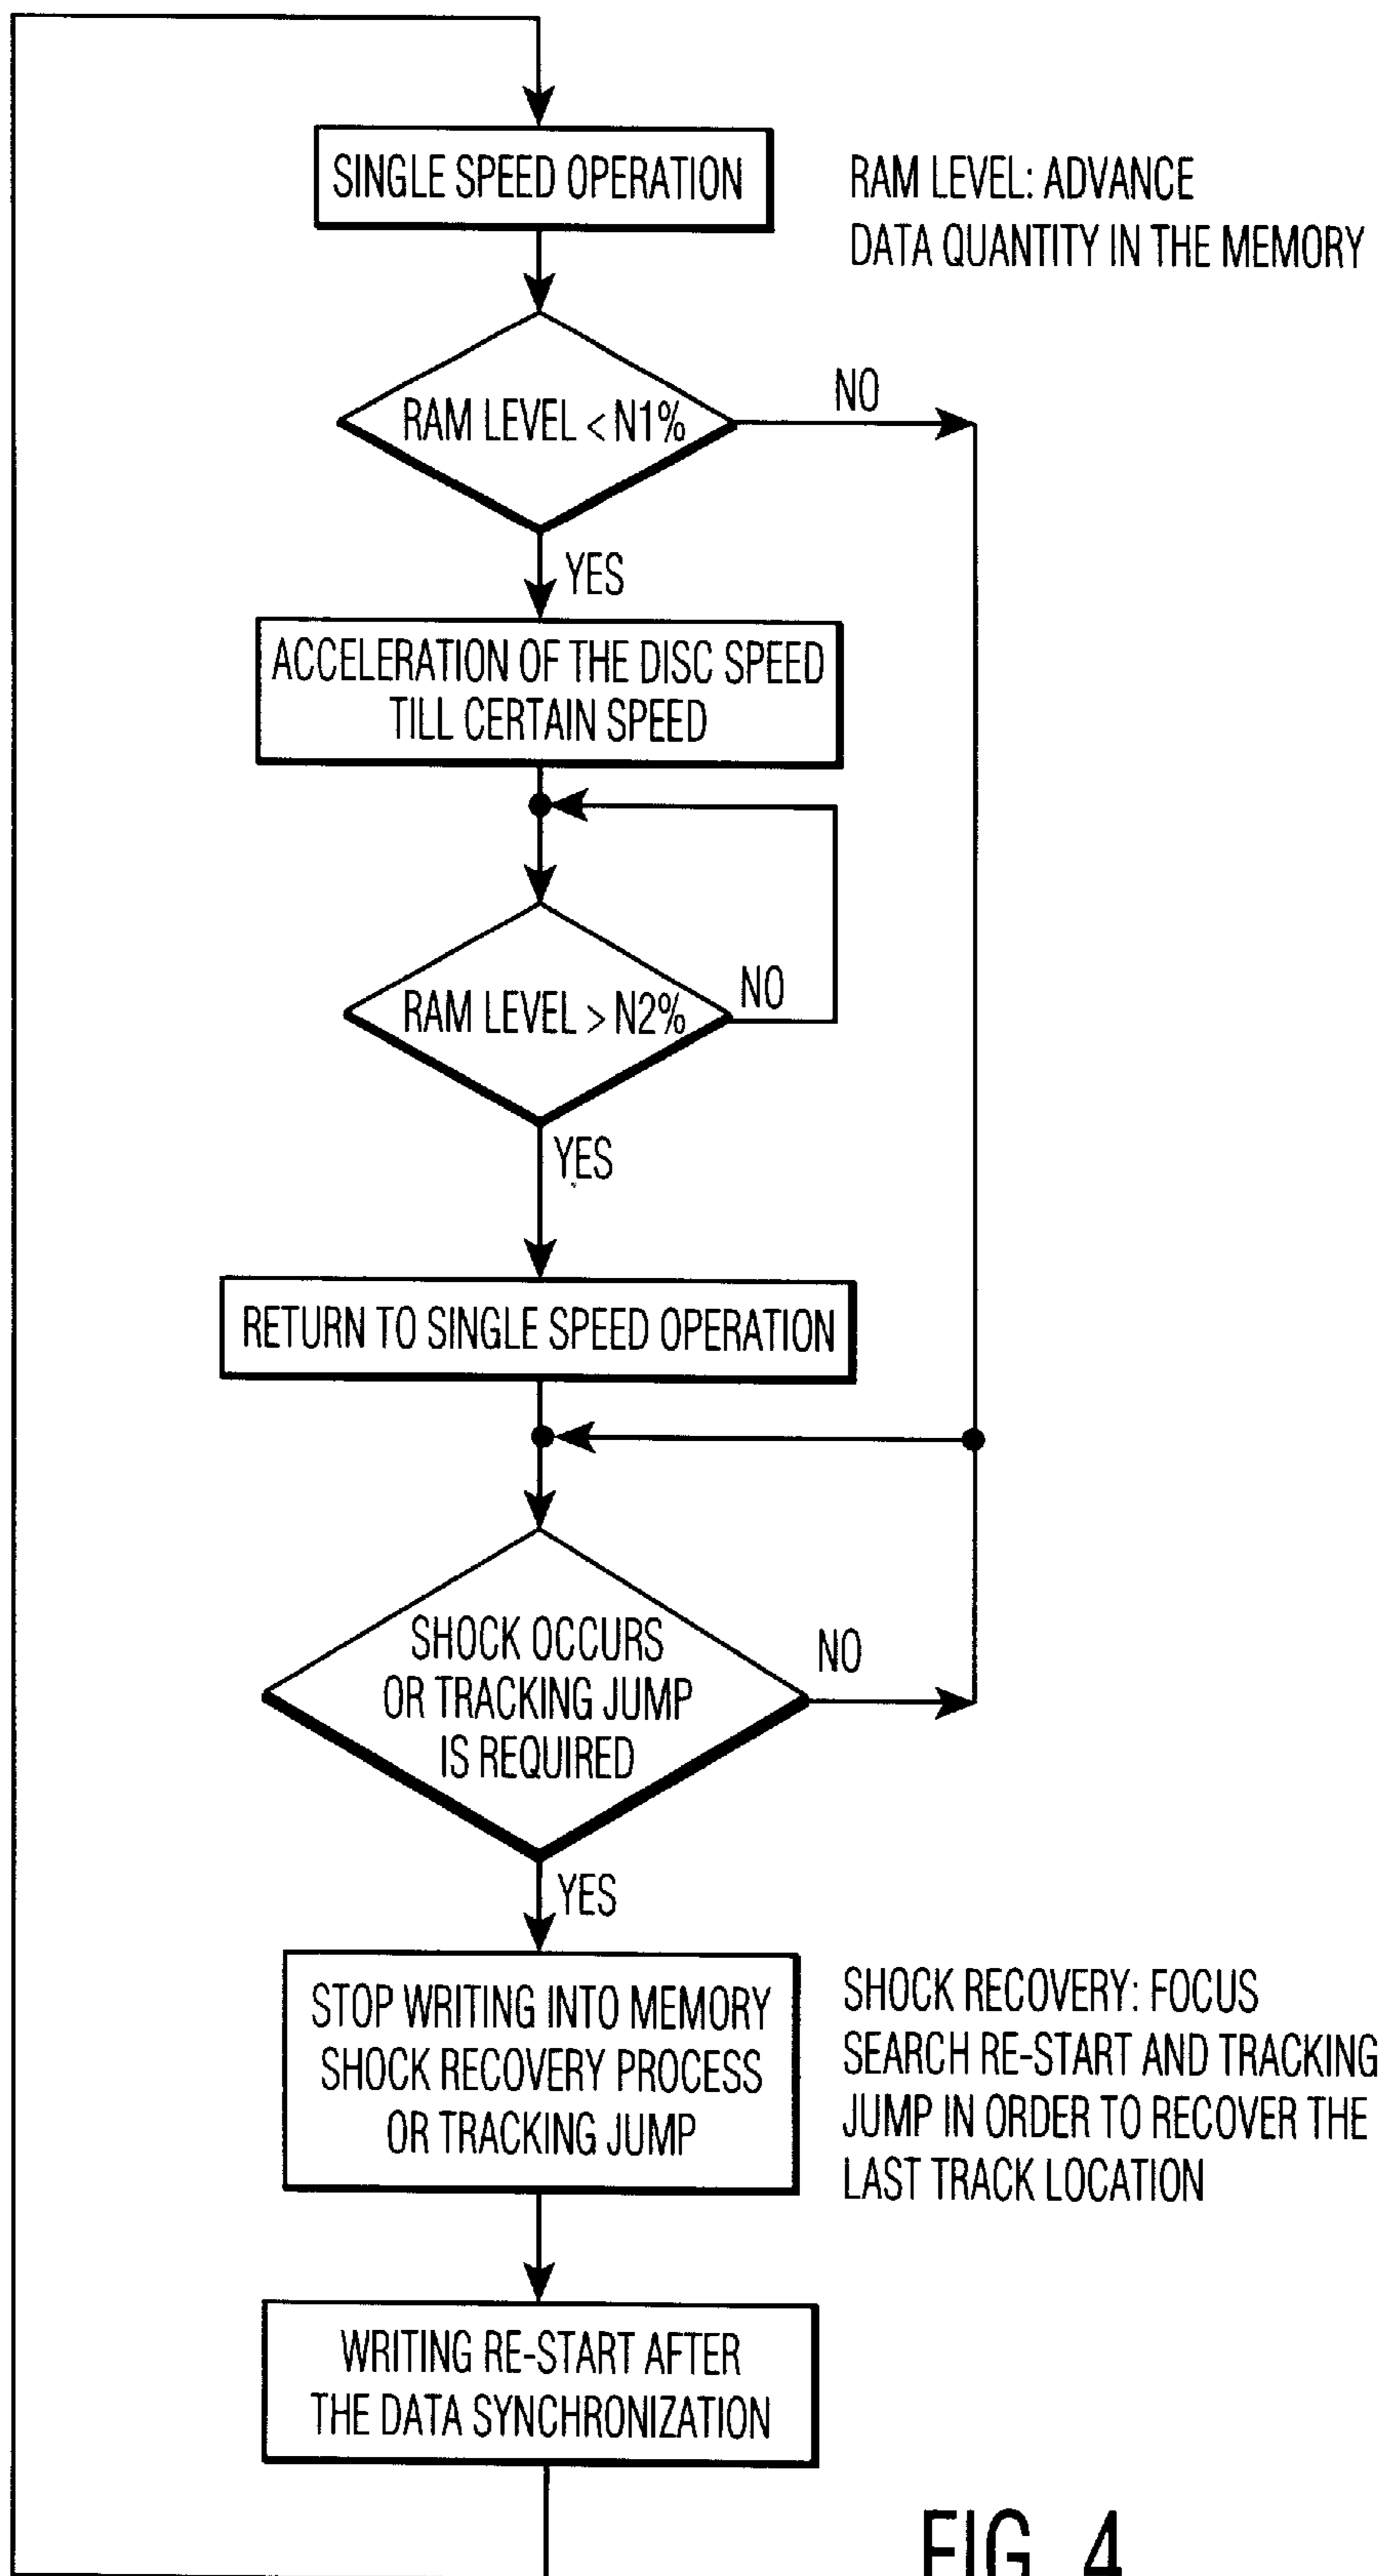 SINGLE SPEED OPERATION
RAM LEVEL: ADVANCE
DATA QUANTITY IN THE MEMORY
RAM LEVEL < N1%
NO
YES
ACCELERATION OF THE DISC SPEED
TILL CERTAIN SPEED
RAM LEVEL > N2%
NO
YES
RETURN TO SINGLE SPEED OPERATION
SHOCK OCCURS
OR TRACKING JUMP
IS REQUIRED
NO
YES
STOP WRITING INTO MEMORY
SHOCK RECOVERY PROCESS
OR TRACKING JUMP
SHOCK RECOVERY: FOCUS
SEARCH RE-START AND TRACKING
JUMP IN ORDER TO RECOVER THE
LAST TRACK LOCATION
WRITING RE-START AFTER
THE DATA SYNCHRONIZATION
FIG. 4